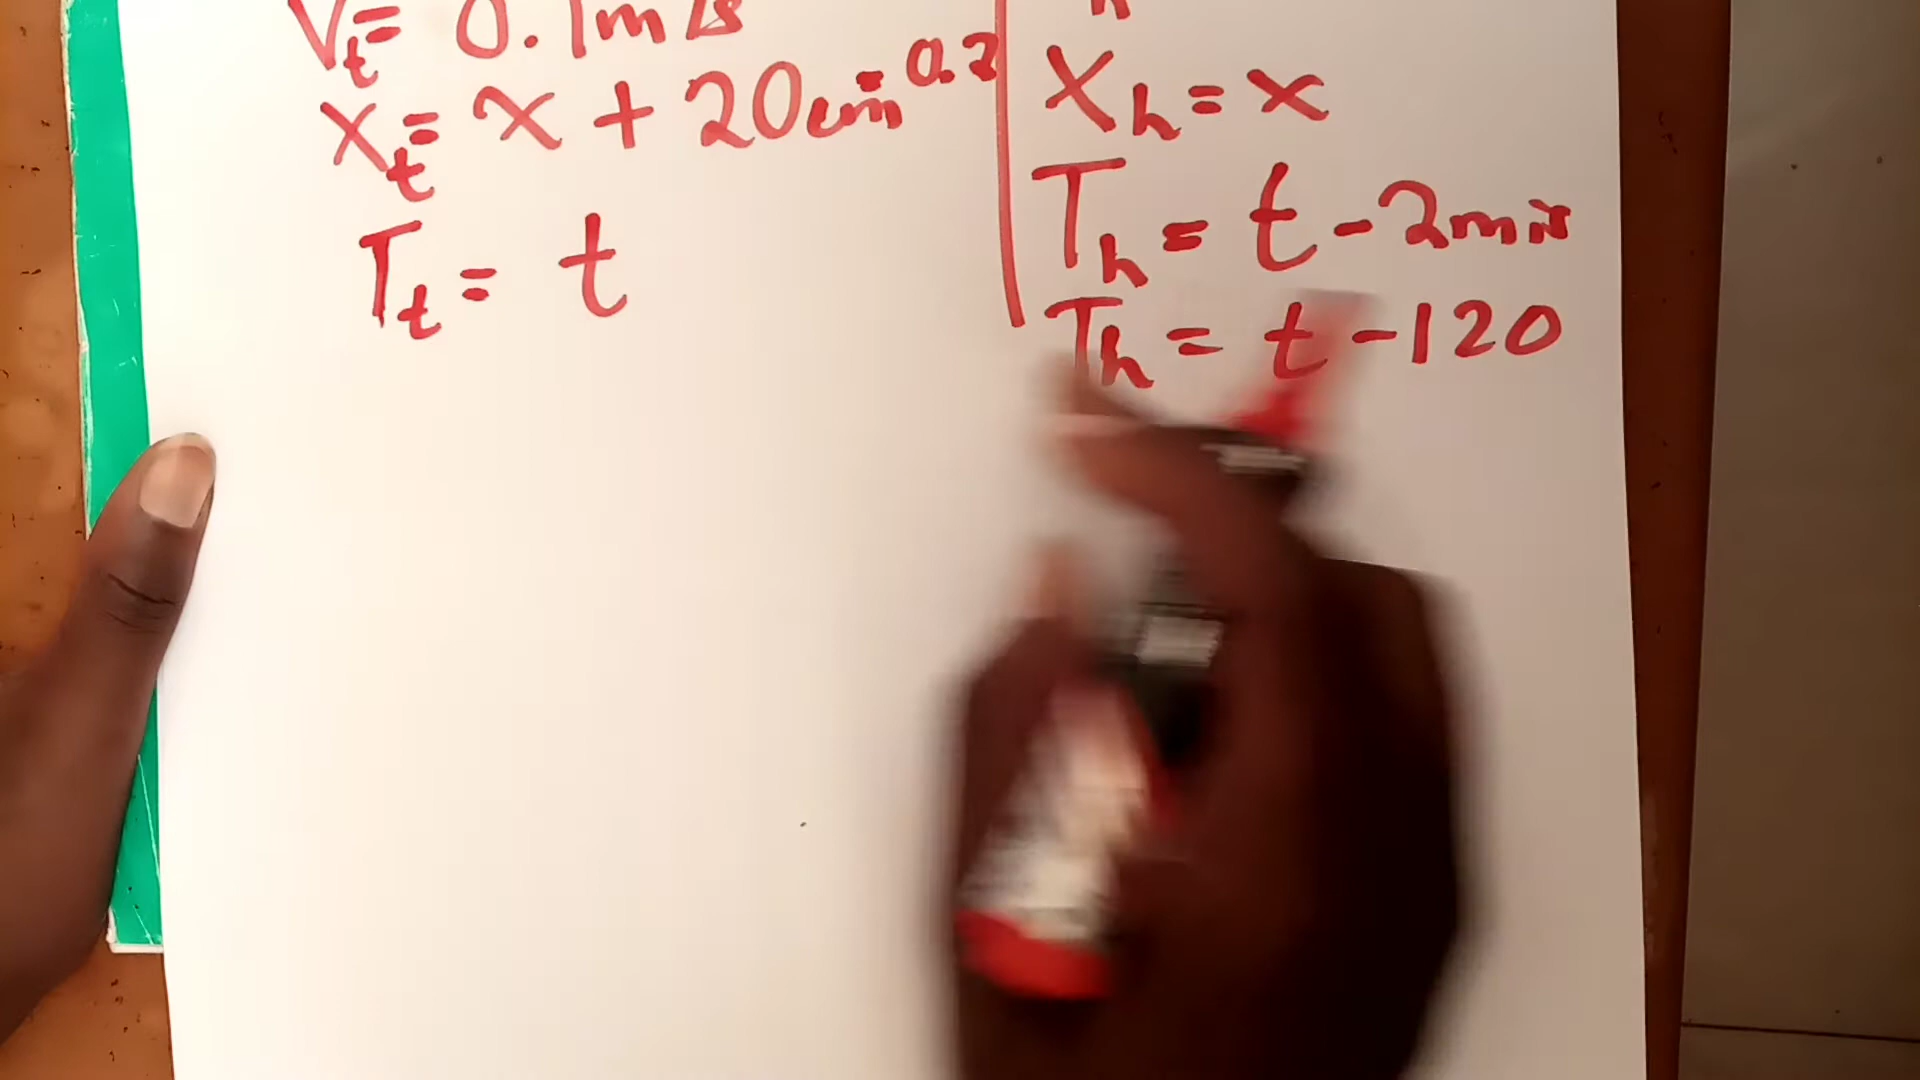 Vt = 0.1m/s
Xt = x + 20cm 0.2
Tt = t
h
Xh = x
Th = t - 2min
Th = t - 120